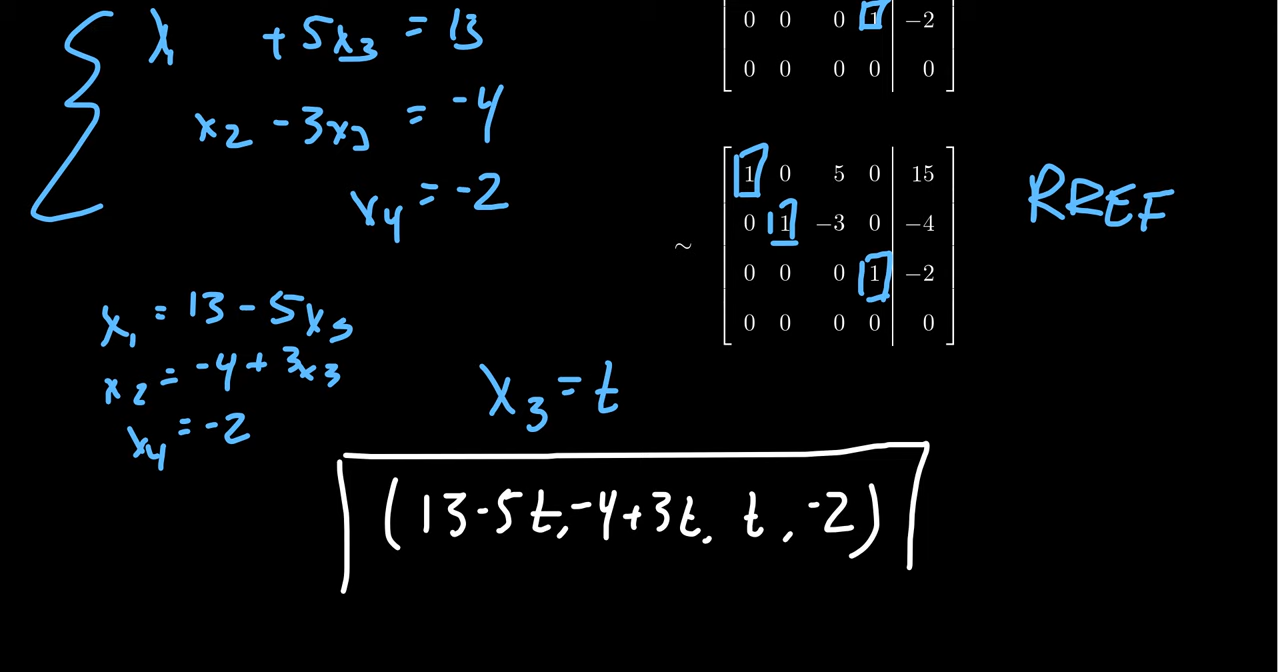 x₁ + 5x₃ = 13
x₂ - 3x₃ = -4
x₄ = -2
x₁ = 13 - 5x₃
x₂ = -4 + 3x₃
x₄ = -2
0 0 0 1 | -2
0 0 0 0 | 0
~
1 0 5 0 | 15
0 1 -3 0 | -4
0 0 0 1 | -2
0 0 0 0 | 0
RREF
x₃ = t
(13-5t, -4+3t, t, -2)